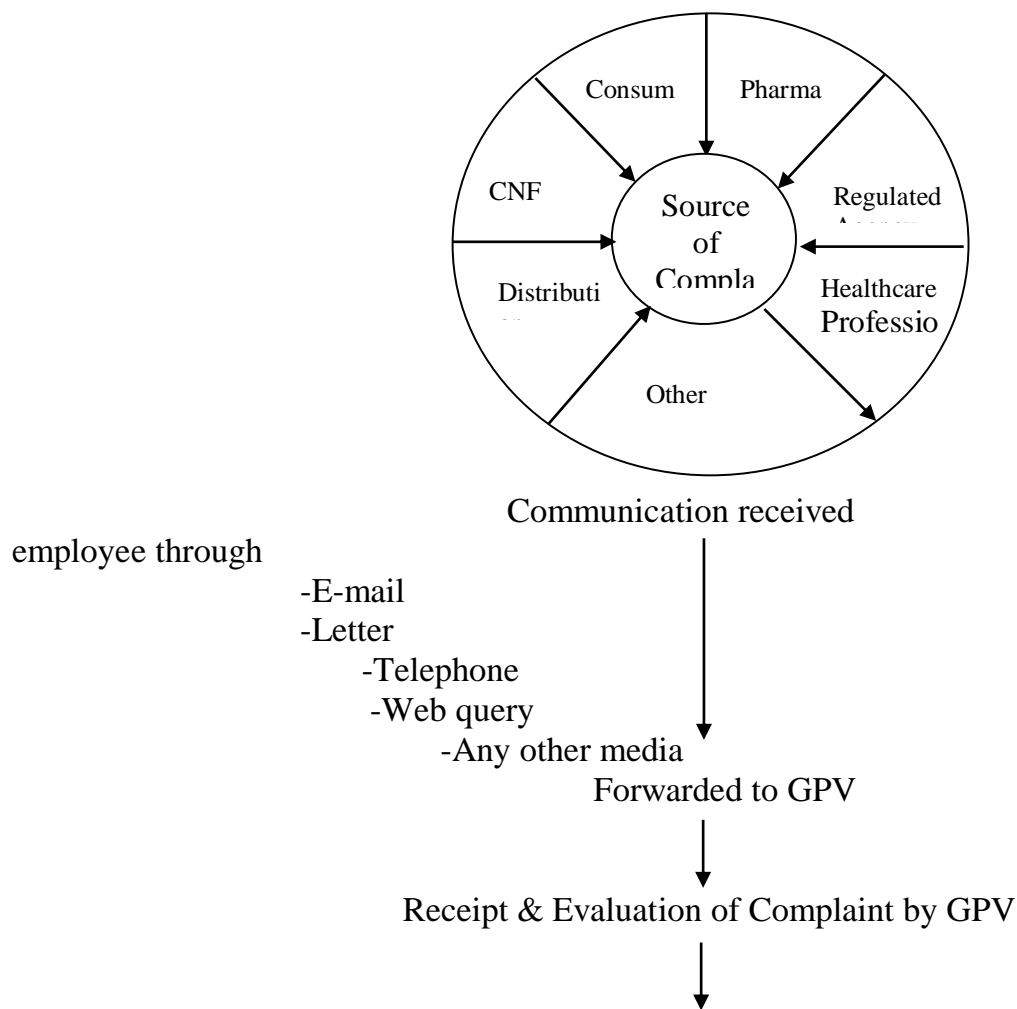 Consum
Pharma
CNF
Source
of
Compla
Regulated
Distributi
Healthcare
Professio
Other
Communication received
employee through
-E-mail
-Letter
-Telephone
-Web query
-Any other media
Forwarded to GPV
Receipt & Evaluation of Complaint by GPV